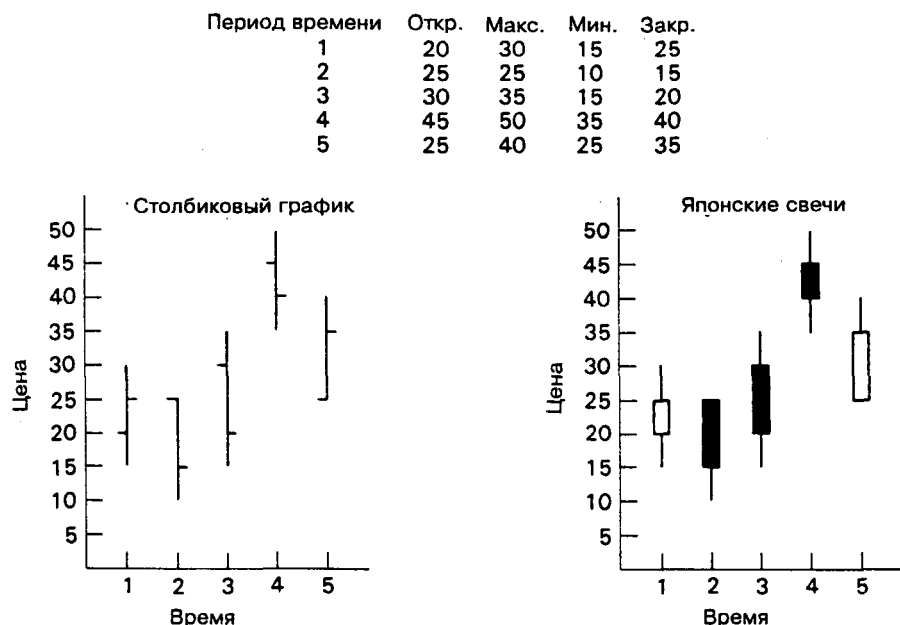 Период времени Откр. Макс. Мин. Закр.
1 20 30 15 25
2 25 25 10 15
3 30 35 15 20
4 45 50 35 40
5 25 40 25 35
Столбиковый график
50
45
40
35
30
25
20
15
10
5
Цена
1 2 3 4 5
Время
Японские свечи
50
45
40
35
30
25
20
15
10
5
Цена
1 2 3 4 5
Время